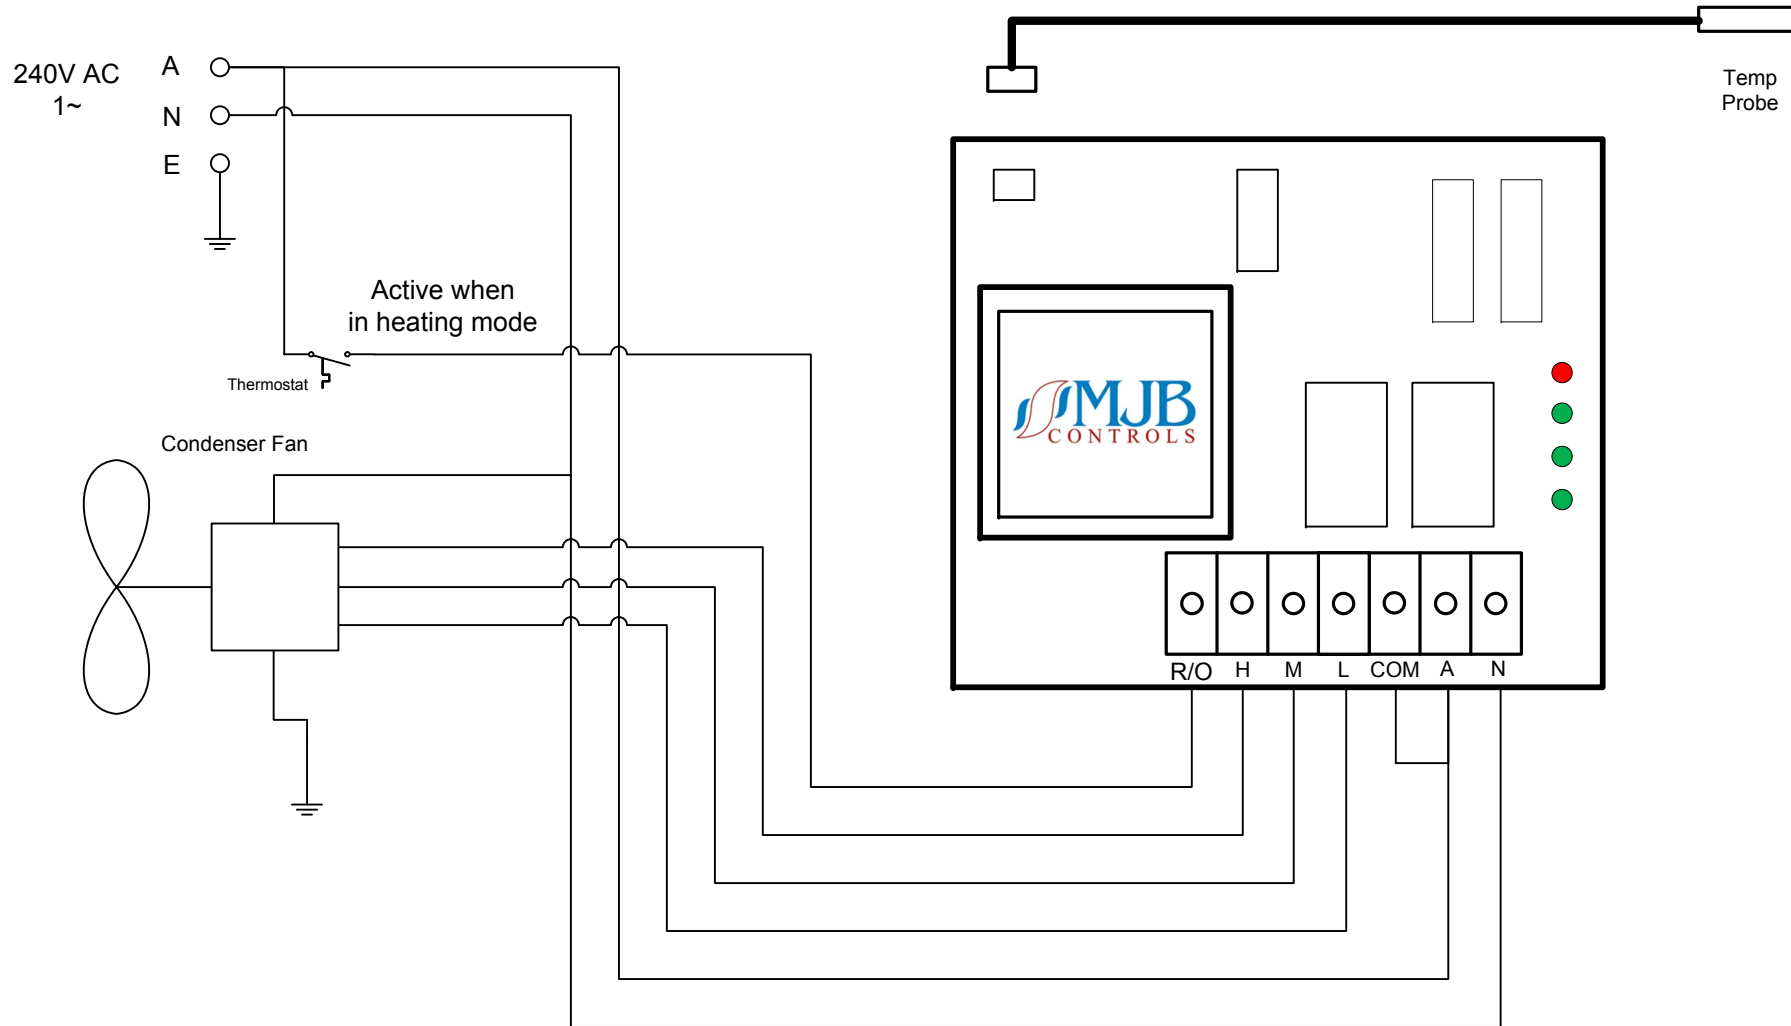 240V AC
1~
A
N
E
Temp
Probe
Active when
in heating mode
Thermostat
Condenser Fan
MJB
CONTROLS
R/O H M L COM A N